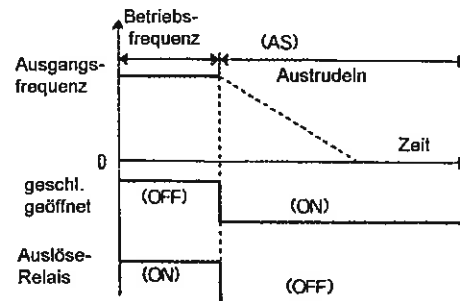 Betriebs-
frequenz
(AS)
Ausgangs-
frequenz
Austrudeln
Zeit
0
geschl.
geöffnet
(OFF)
(ON)
Auslöse-
Relais
(ON)
(OFF)